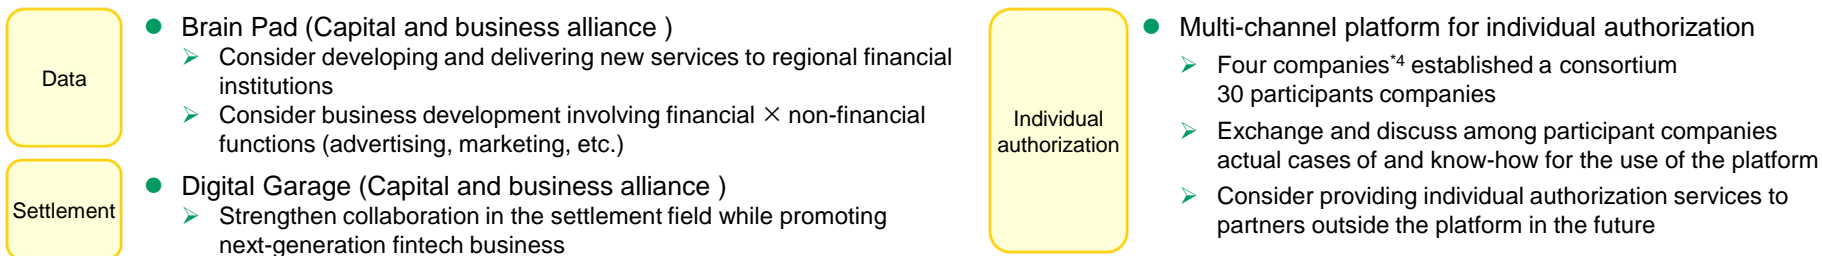 Data
● Brain Pad (Capital and business alliance )
➢ Consider developing and delivering new services to regional financial
institutions
➢ Consider business development involving financial × non-financial
functions (advertising, marketing, etc.)
Settlement
● Digital Garage (Capital and business alliance )
➢ Strengthen collaboration in the settlement field while promoting
next-generation fintech business
Individual
authorization
● Multi-channel platform for individual authorization
➢ Four companies*4 established a consortium
30 participants companies
➢ Exchange and discuss among participant companies
actual cases of and know-how for the use of the platform
➢ Consider providing individual authorization services to
partners outside the platform in the future